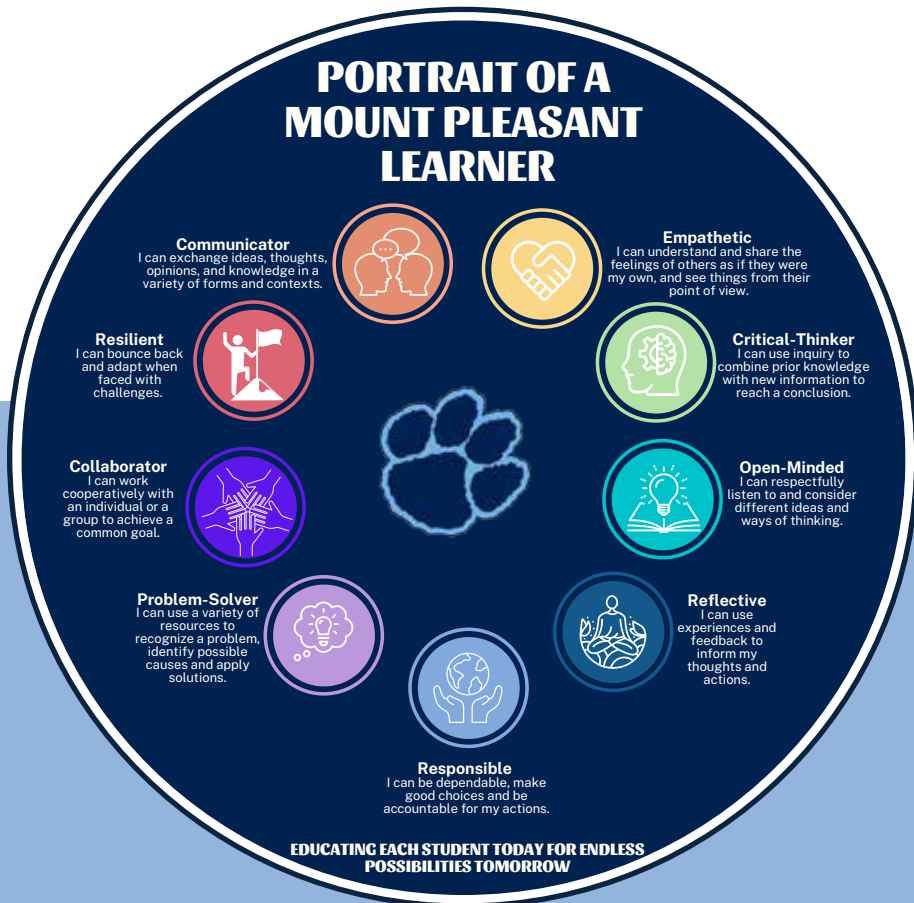 PORTRAIT OF A
MOUNT PLEASANT
LEARNER
Communicator
I can exchange ideas, thoughts,
opinions, and knowledge in a
variety of forms and contexts.
Empathetic
I can understand and share the
feelings of others as if they were
my own, and see things from their
point of view.
Resilient
I can bounce back
and adapt when
faced with
challenges.
Critical-Thinker
I can use inquiry to
combine prior knowledge
with new information to
reach a conclusion.
Collaborator
I can work
cooperatively with
an individual or a
group to achieve a
common goal.
Open-Minded
I can respectfully
listen to and consider
different ideas and
ways of thinking.
Problem-Solver
I can use a variety of
resources to
recognize a problem,
identify possible
causes and apply
solutions.
Reflective
I can use
experiences and
feedback to
inform my
thoughts and
actions.
Responsible
I can be dependable, make
good choices and be
accountable for my actions.
EDUCATING EACH STUDENT TODAY FOR ENDLESS
POSSIBILITIES TOMORROW